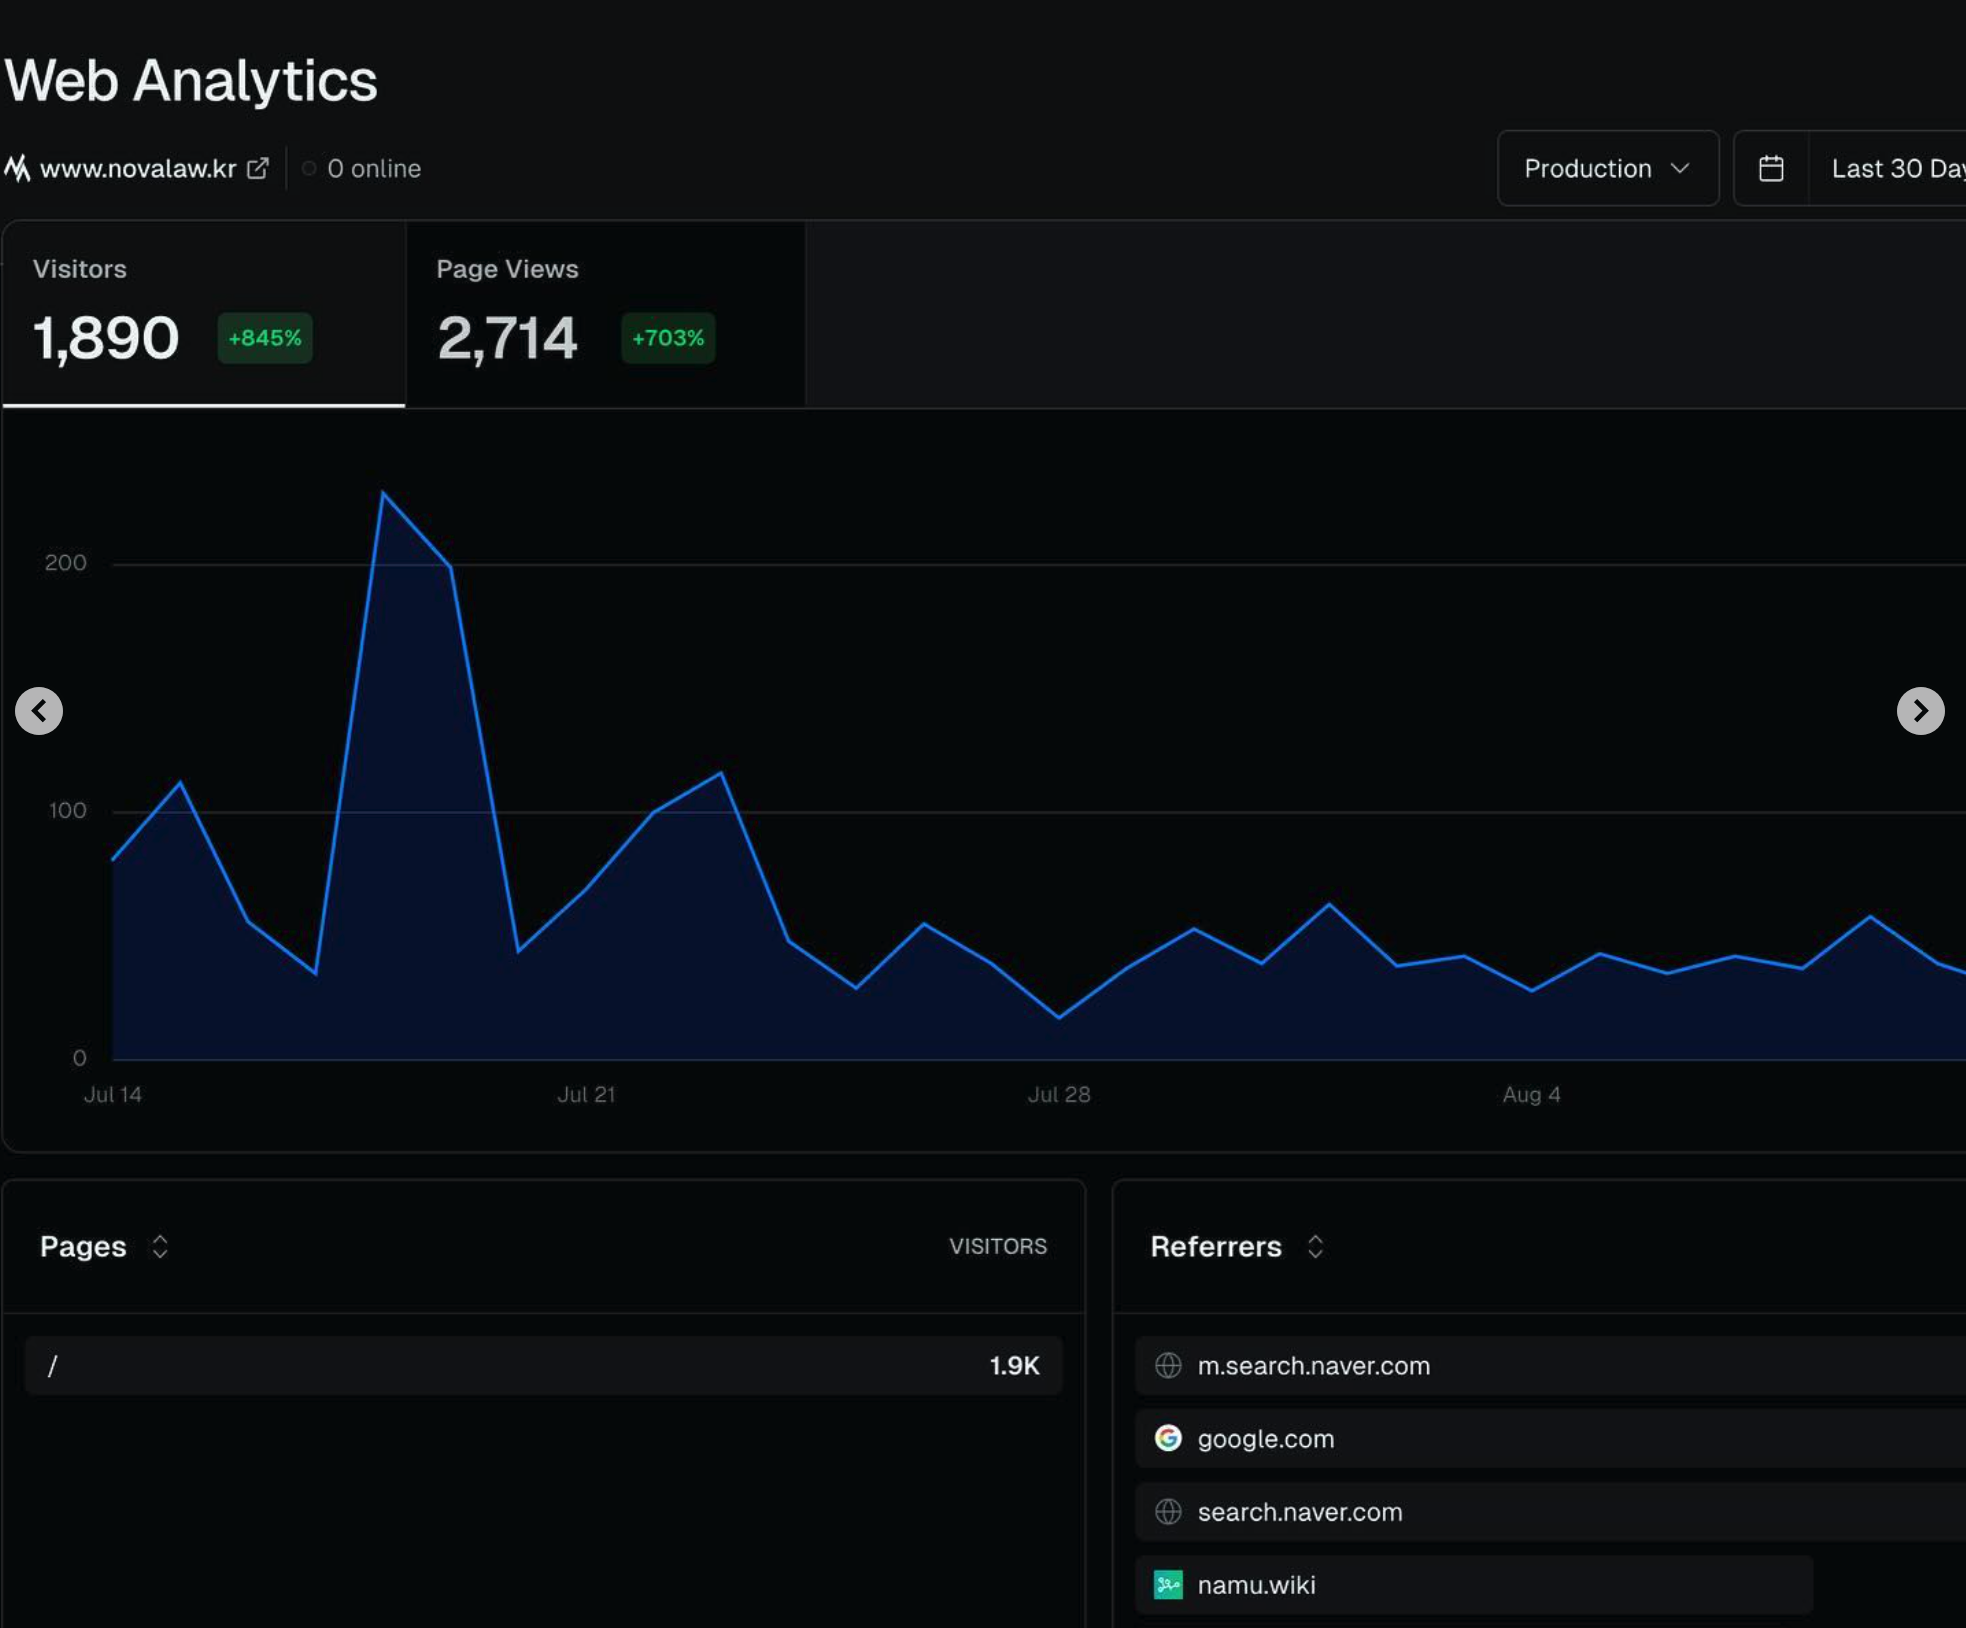 Web Analytics
www.novalaw.kr
0 online
Production
Last 30 Day
Visitors
1,890 +845%
Page Views
2,714 +703%
200
100
0
Jul 14
Jul 21
Jul 28
Aug 4
Pages
VISITORS
/
1.9K
Referrers
m.search.naver.com
google.com
search.naver.com
namu.wiki